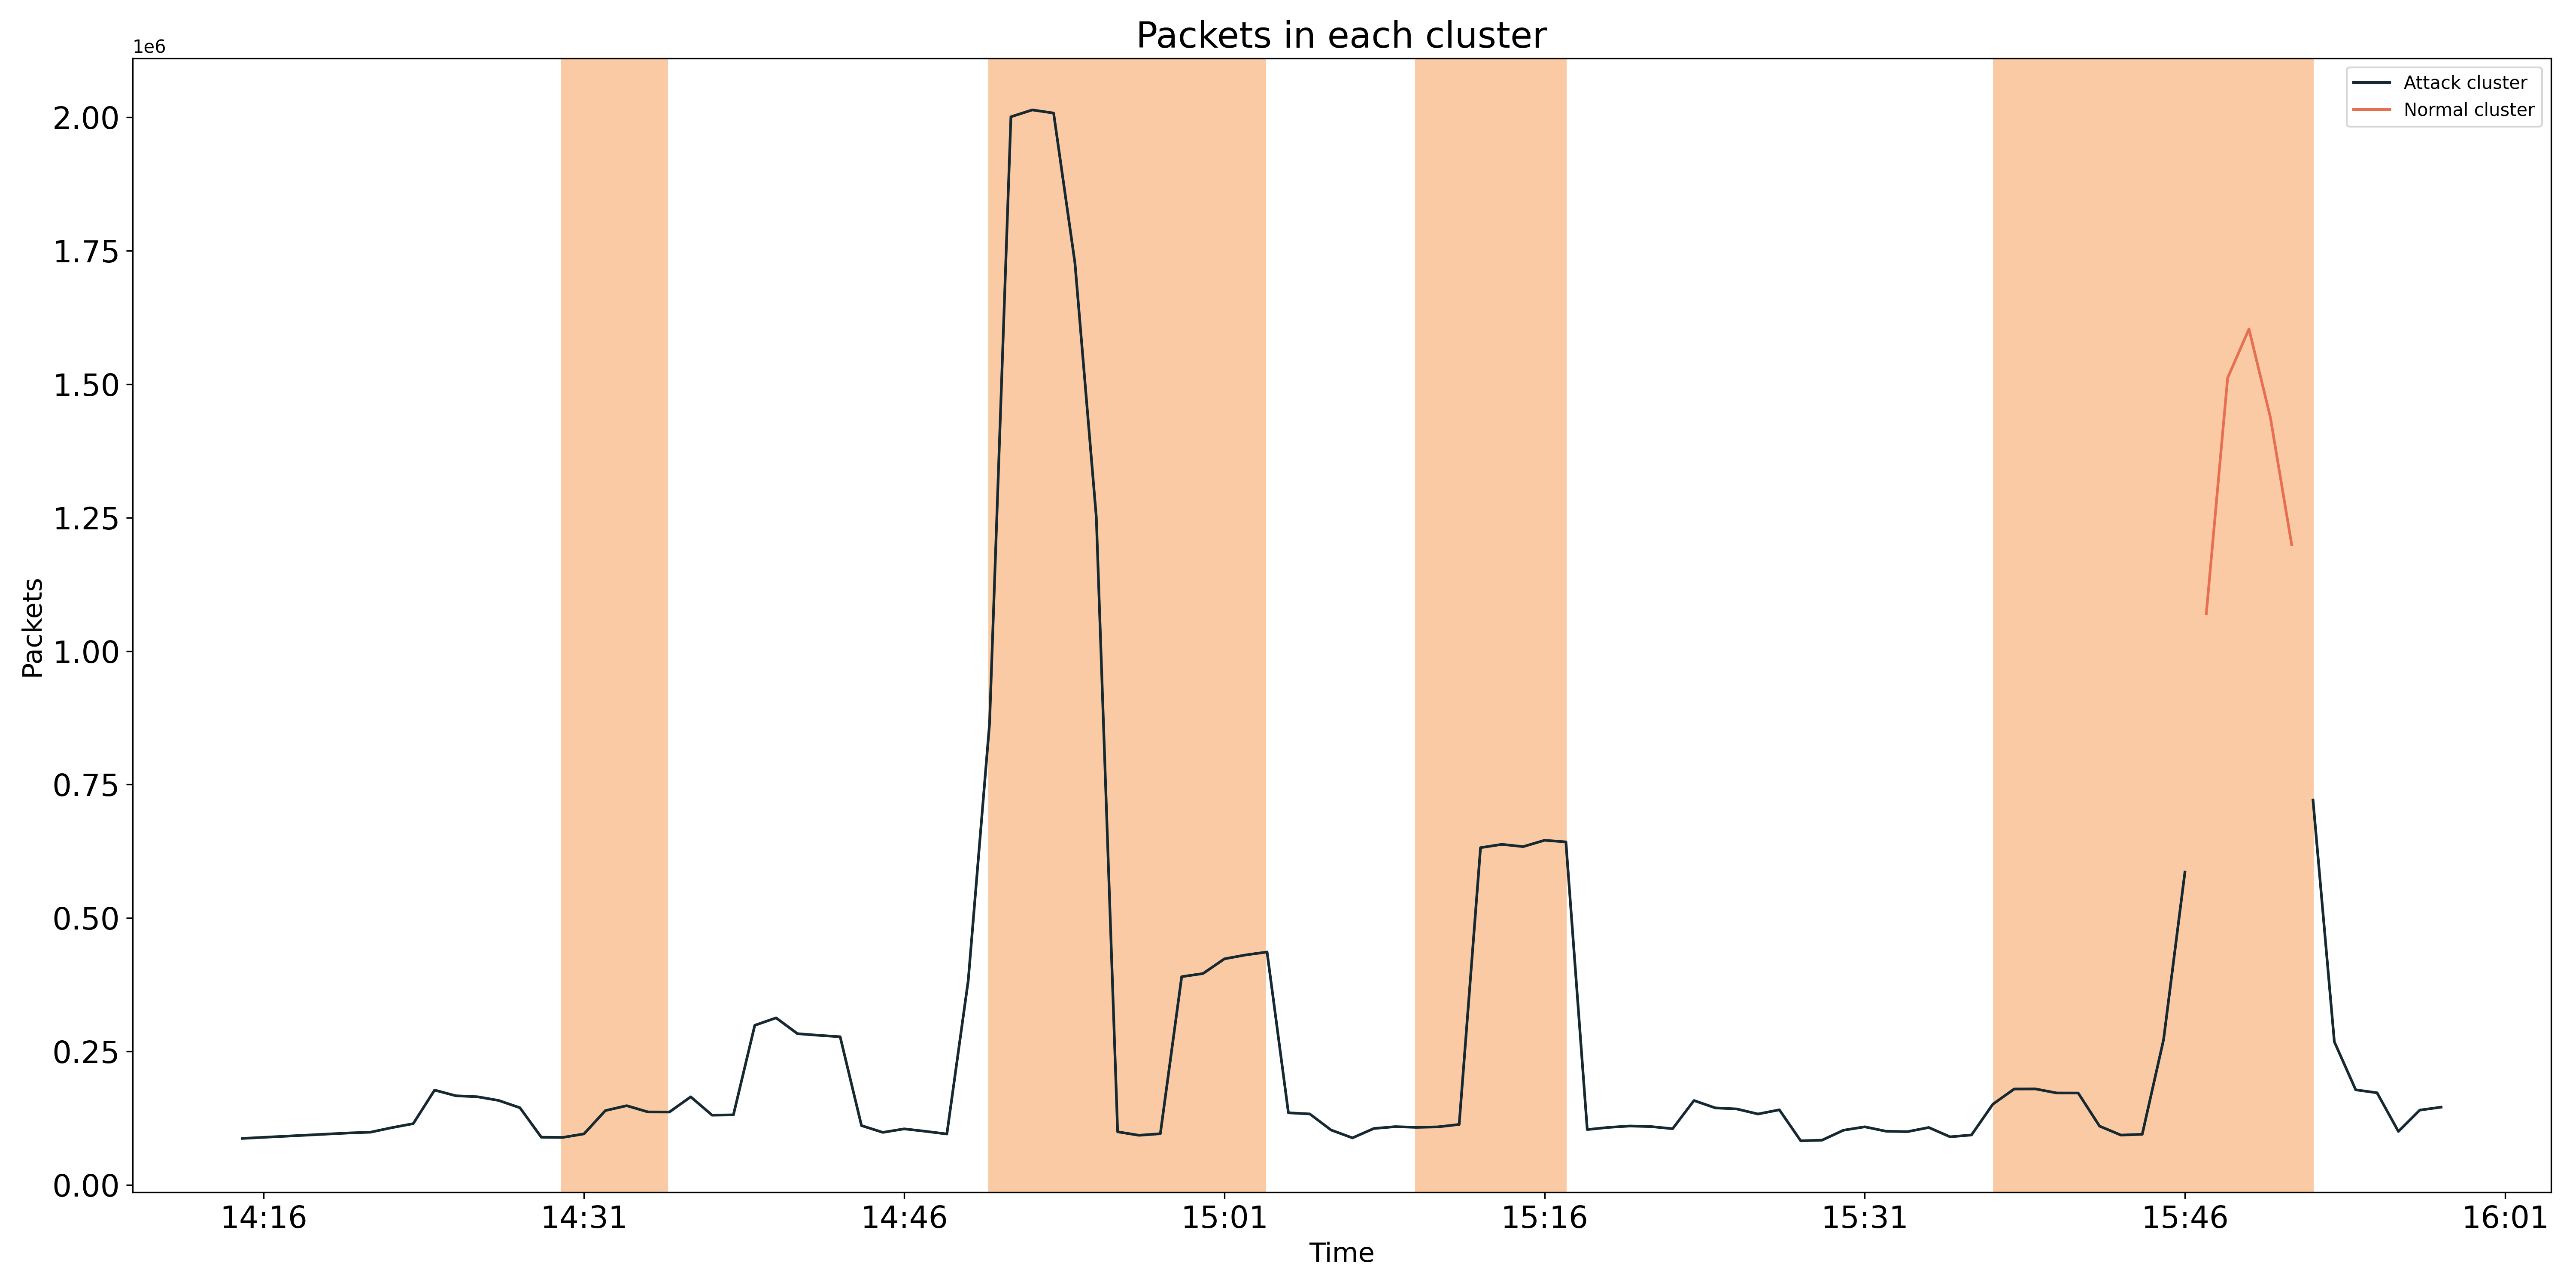 Packets in each cluster
1e6
Attack cluster
Normal cluster
2.00
1.75
1.50
1.25
1.00
0.75
0.50
0.25
0.00
Packets
14:16
14:31
14:46
15:01
15:16
15:31
15:46
16:01
Time